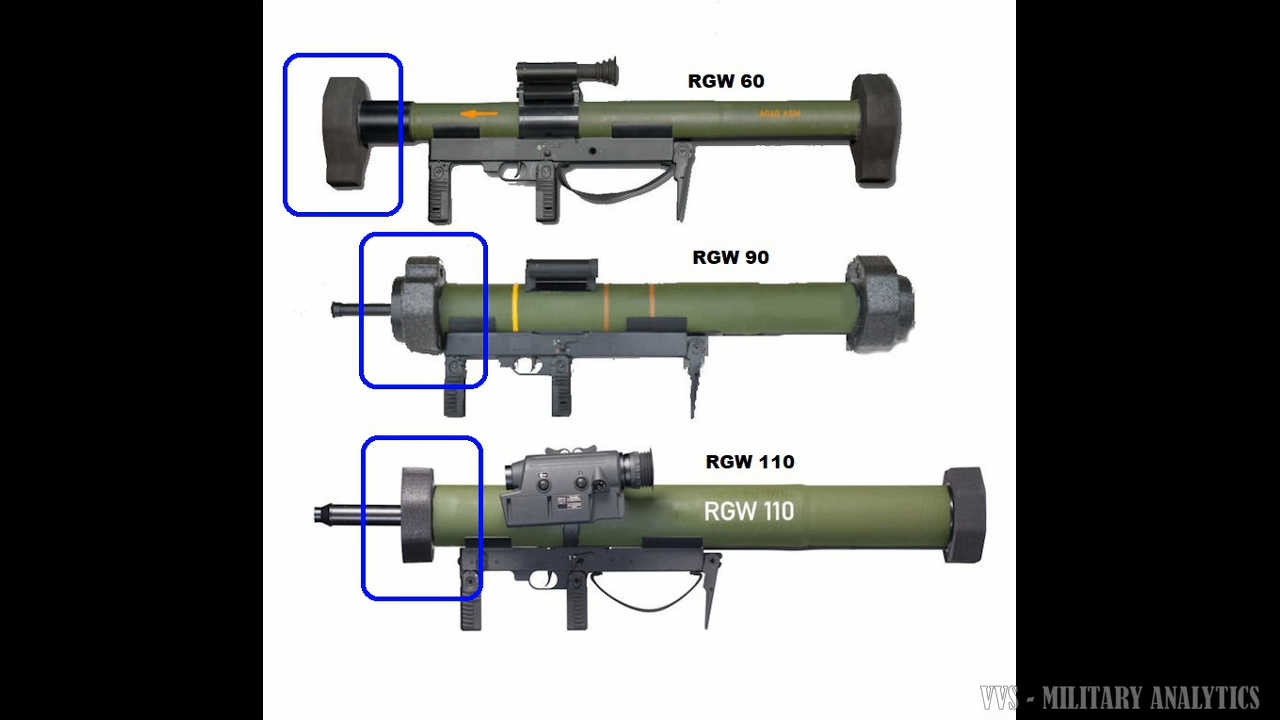 RGW 60
RGW 90
RGW 110
RGW 110
VVS - MILITARY ANALYTICS